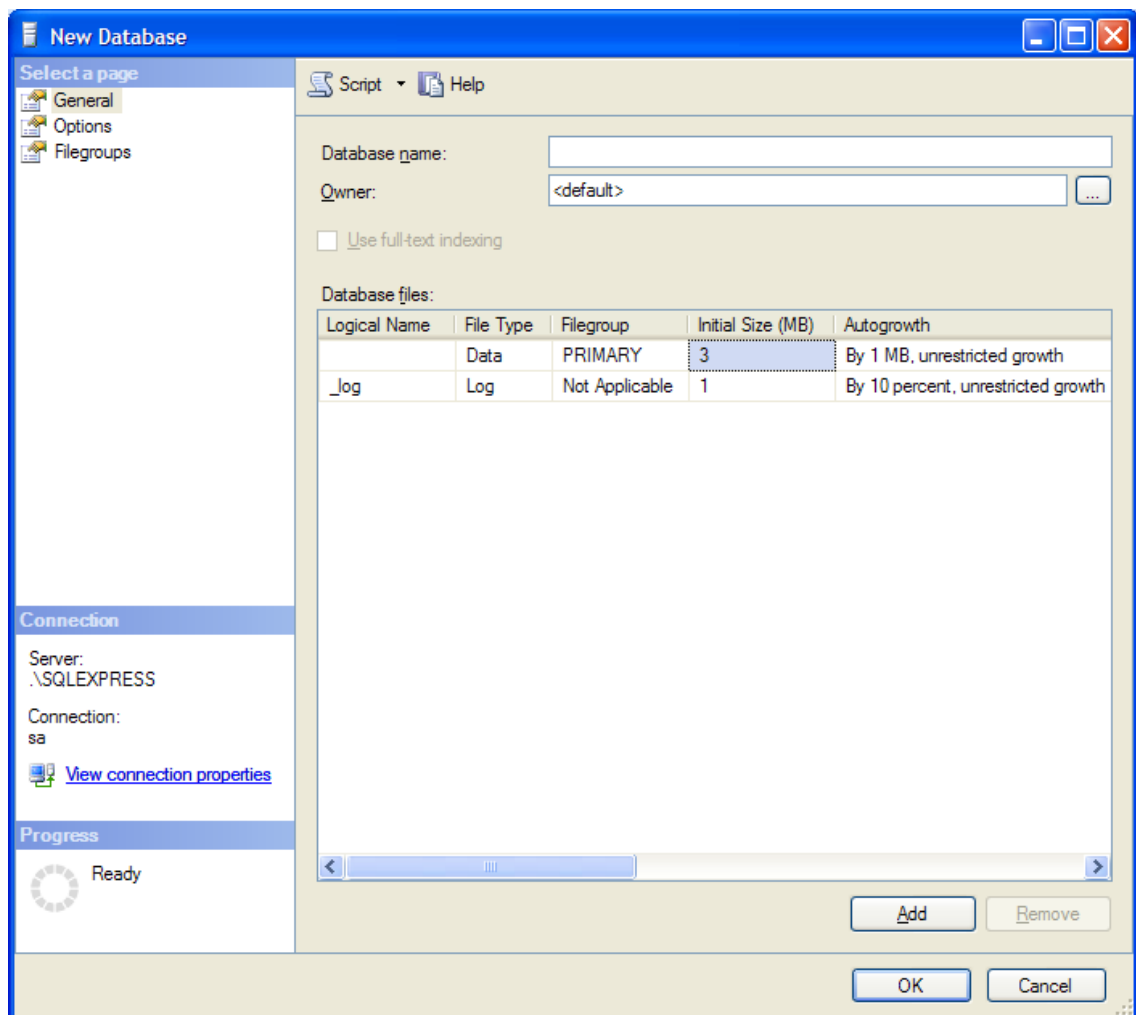 New Database
Select a page
General
Options
Filegroups
Script
Help
Database name:
Owner:
<default>
...
Use full-text indexing
Database files:
Logical Name File Type Filegroup Initial Size (MB) Autogrowth
Data PRIMARY 3 By 1 MB, unrestricted growth
_log Log Not Applicable 1 By 10 percent, unrestricted growth
Connection
Server:
.\SQLEXPRESS
Connection:
sa
View connection properties
Progress
Ready
Add
Remove
OK
Cancel